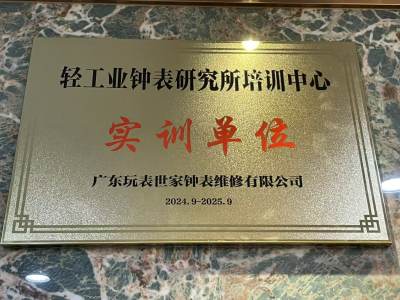 轻工业钟表研究所培训中心
实训单位
广东玩表世家钟表维修有限公司
2024.9-2025.9